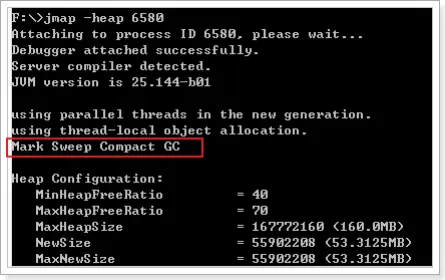 F:\>jmap -heap 6580
Attaching to process ID 6580, please wait...
Debugger attached successfully.
Server compiler detected.
JVM version is 25.144-b01
using parallel threads in the new generation.
using thread-local object allocation.
Mark Sweep Compact GC
Heap Configuration:
MinHeapFreeRatio = 40
MaxHeapFreeRatio = 70
MaxHeapSize = 167772160 (160.0MB)
NewSize = 55902208 (53.3125MB)
MaxNewSize = 55902208 (53.3125MB)